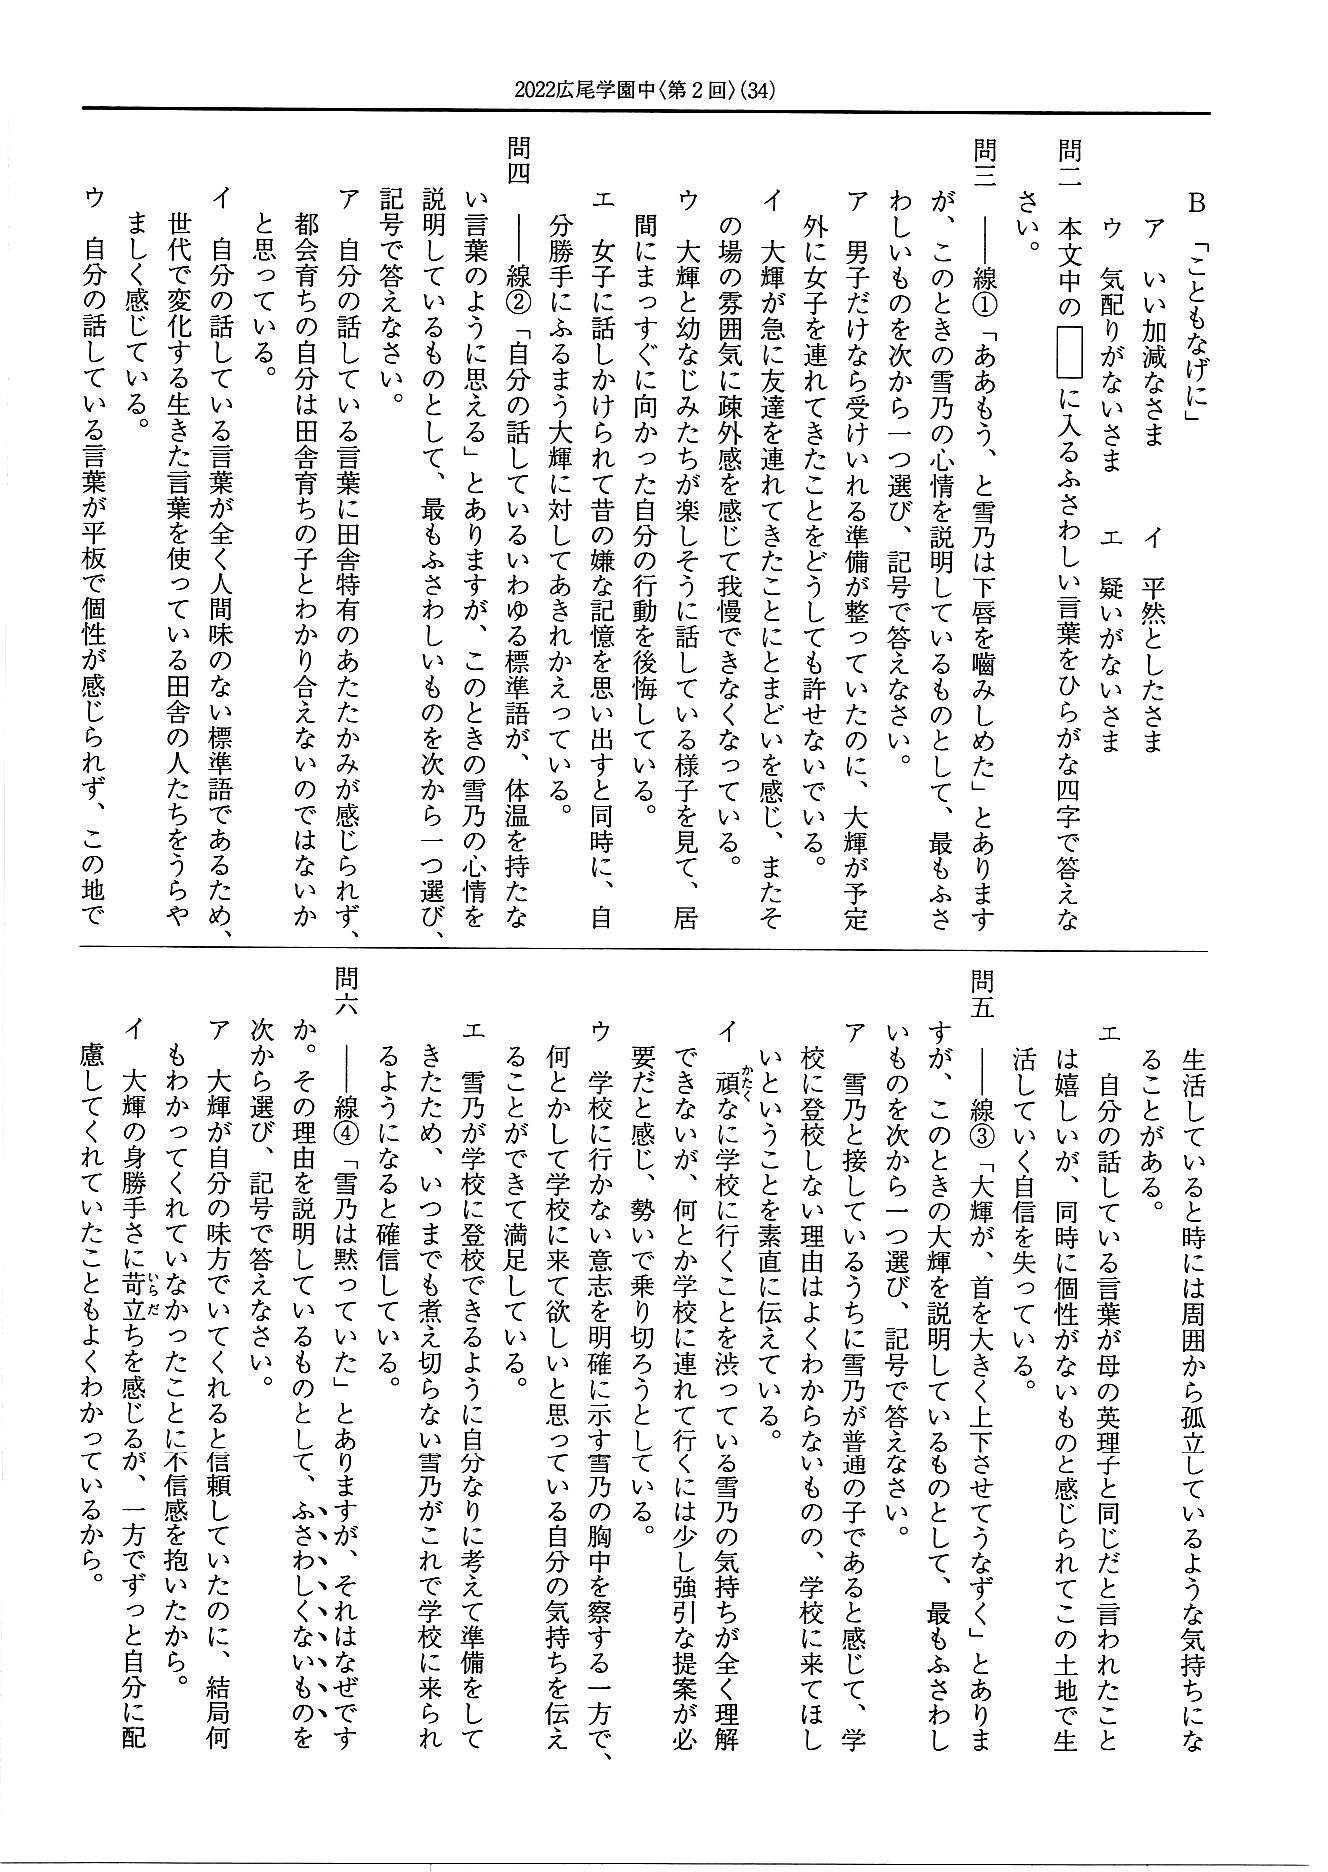 2022広尾学園中〈第2回〉(34)
B　「こともなげに」
ア　いい加減なさま　　イ　平然としたさま
ウ　気配りがないさま　　エ　疑いがないさま
問二　本文中の□に入るふさわしい言葉をひらがな四字で答えな
さい。
問三　――線①「ああもう、と雪乃は下唇を嚙みしめた」とあります
が、このときの雪乃の心情を説明しているものとして、最もふさ
わしいものを次から一つ選び、記号で答えなさい。
ア　男子だけなら受けいれる準備が整っていたのに、大輝が予定
外に女子を連れてきたことをどうしても許せないでいる。
イ　大輝が急に友達を連れてきたことにとまどいを感じ、またそ
の場の雰囲気に疎外感を感じて我慢できなくなっている。
ウ　大輝と幼なじみたちが楽しそうに話している様子を見て、居
間にまっすぐに向かった自分の行動を後悔している。
エ　女子に話しかけられて昔の嫌な記憶を思い出すと同時に、自
分勝手にふるまう大輝に対してあきれかえっている。
問四　――線②「自分の話しているいわゆる標準語が、体温を持たな
い言葉のように思える」とありますが、このときの雪乃の心情を
説明しているものとして、最もふさわしいものを次から一つ選び、
記号で答えなさい。
ア　自分の話している言葉に田舎特有のあたたかみが感じられず、
都会育ちの自分は田舎育ちの子とわかり合えないのではないか
と思っている。
イ　自分の話している言葉が全く人間味のない標準語であるため、
世代で変化する生きた言葉を使っている田舎の人たちをうらや
ましく感じている。
ウ　自分の話している言葉が平板で個性が感じられず、この地で
生活していると時には周囲から孤立しているような気持ちにな
ることがある。
エ　自分の話している言葉が母の英理子と同じだと言われたこと
は嬉しいが、同時に個性がないものと感じられてこの土地で生
活していく自信を失っている。
問五　――線③「大輝が、首を大きく上下させてうなずく」とありま
すが、このときの大輝を説明しているものとして、最もふさわし
いものを次から一つ選び、記号で答えなさい。
ア　雪乃と接しているうちに雪乃が普通の子であると感じて、学
校に登校しない理由はよくわからないものの、学校に来てほし
いということを素直に伝えている。
イ　頑なに学校に行くことを渋っている雪乃の気持ちが全く理解
かたく
できないが、何とか学校に連れて行くには少し強引な提案が必
要だと感じ、勢いで乗り切ろうとしている。
ウ　学校に行かない意志を明確に示す雪乃の胸中を察する一方で、
何とかして学校に来て欲しいと思っている自分の気持ちを伝え
ることができて満足している。
エ　雪乃が学校に登校できるように自分なりに考えて準備をして
きたため、いつまでも煮え切らない雪乃がこれで学校に来られ
るようになると確信している。
問六　――線④「雪乃は黙っていた」とありますが、それはなぜです
か。その理由を説明しているものとして、ふさわしくないものを
次から選び、記号で答えなさい。
ア　大輝が自分の味方でいてくれると信頼していたのに、結局何
もわかってくれていなかったことに不信感を抱いたから。
イ　大輝の身勝手さに苛立ちを感じるが、一方でずっと自分に配
いらだ
慮してくれていたこともよくわかっているから。